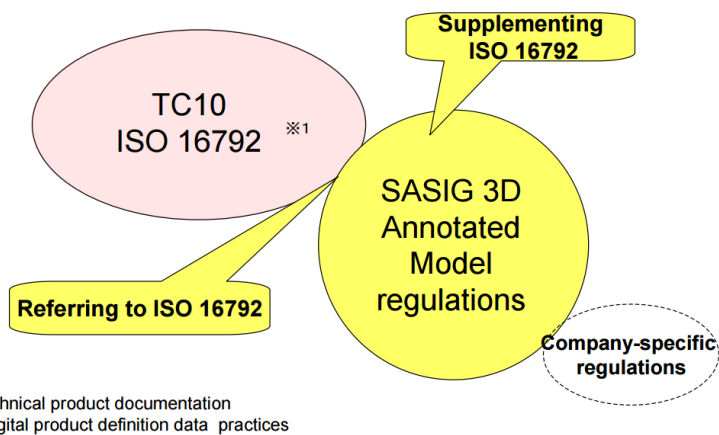 Supplementing
ISO 16792
TC10
ISO 16792 ※1
SASIG 3D
Annotated
Model
regulations
Referring to ISO 16792
Company-specific
regulations
hnical product documentation
gital product definition data practices